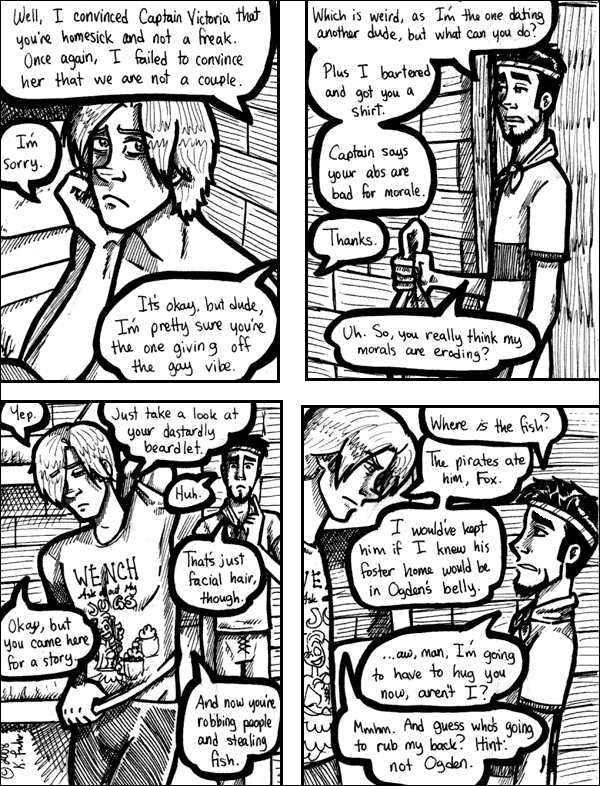 Well, I convinced Captain Victoria that
you're homesick and not a freak.
Once again, I failed to convince
her that we are not a couple.
I'm
sorry.
It's okay, but dude,
I'm pretty sure you're
the one giving off
the gay vibe.
Which is weird, as I'm the one dating
another dude, but what can you do?
Plus I bartered
and got you a
shirt.
Captain says
your abs are
bad for morale.
Thanks.
Uh. So, you really think my
morals are eroding?
Yep.
Just take a look at
your dastardly
beardlet.
Huh.
That's just
facial hair,
though.
WENCH
Ask about My
JUGS
Okay, but
you came here
for a story.
And now you're
robbing people
and stealing
fish.
© 2008
Where is the fish?
The pirates ate
him, Fox.
I would've kept
him if I knew his
foster home would be
in Ogden's belly.
...aw, man, I'm going
to have to hug you
now, aren't I?
Mmhm. And guess who's going
to rub my back? Hint:
not Ogden.